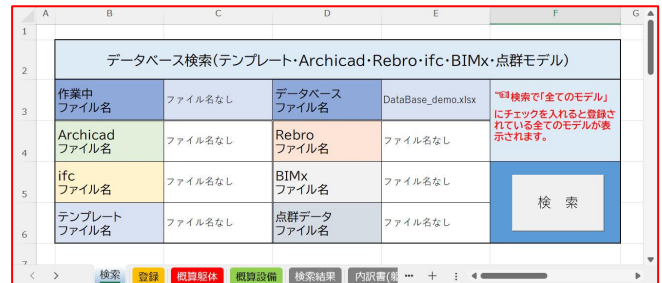 A B C D E F G
1
2 データベース検索(テンプレート・Archicad・Rebro・ifc・BIMx・点群モデル)
3 作業中 ファイル名なし データベース DataBase_demo.xlsx ☜検索で「全てのモデル」
ファイル名 ファイル名 にチェックを入れると登録さ
れている全てのモデルが表
示されます。
4 Archicad ファイル名なし Rebro ファイル名なし
ファイル名 ファイル名
5 ifc ファイル名なし BIMx ファイル名なし 検 索
ファイル名 ファイル名
6 テンプレート ファイル名なし 点群データ ファイル名なし
ファイル名 ファイル名
7
検索 登録 概算躯体 概算設備 検索結果 内訳書(